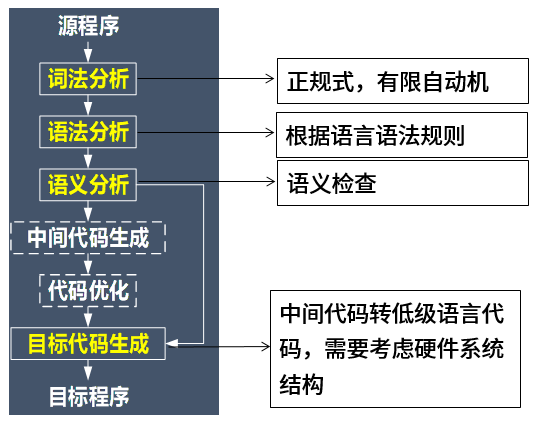 源程序
词法分析
正规式，有限自动机
语法分析
根据语言语法规则
语义分析
语义检查
中间代码生成
代码优化
目标代码生成
中间代码转低级语言代
码，需要考虑硬件系统
结构
目标程序